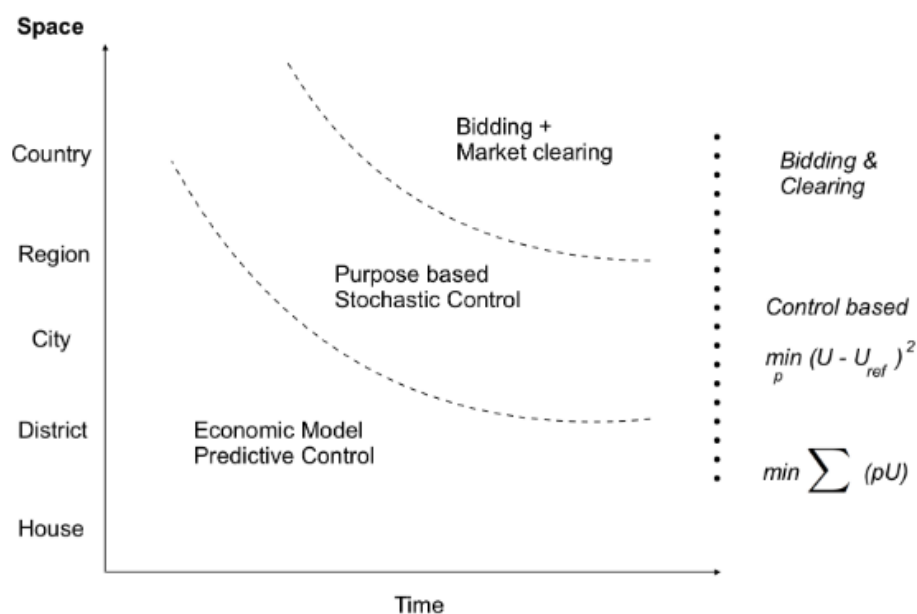 Space
Country
Region
City
District
House
Bidding +
Market clearing
Purpose based
Stochastic Control
Economic Model
Predictive Control
Time
Bidding &
Clearing
Control based
min_p (U - U_ref )^2
min ∑ (pU)